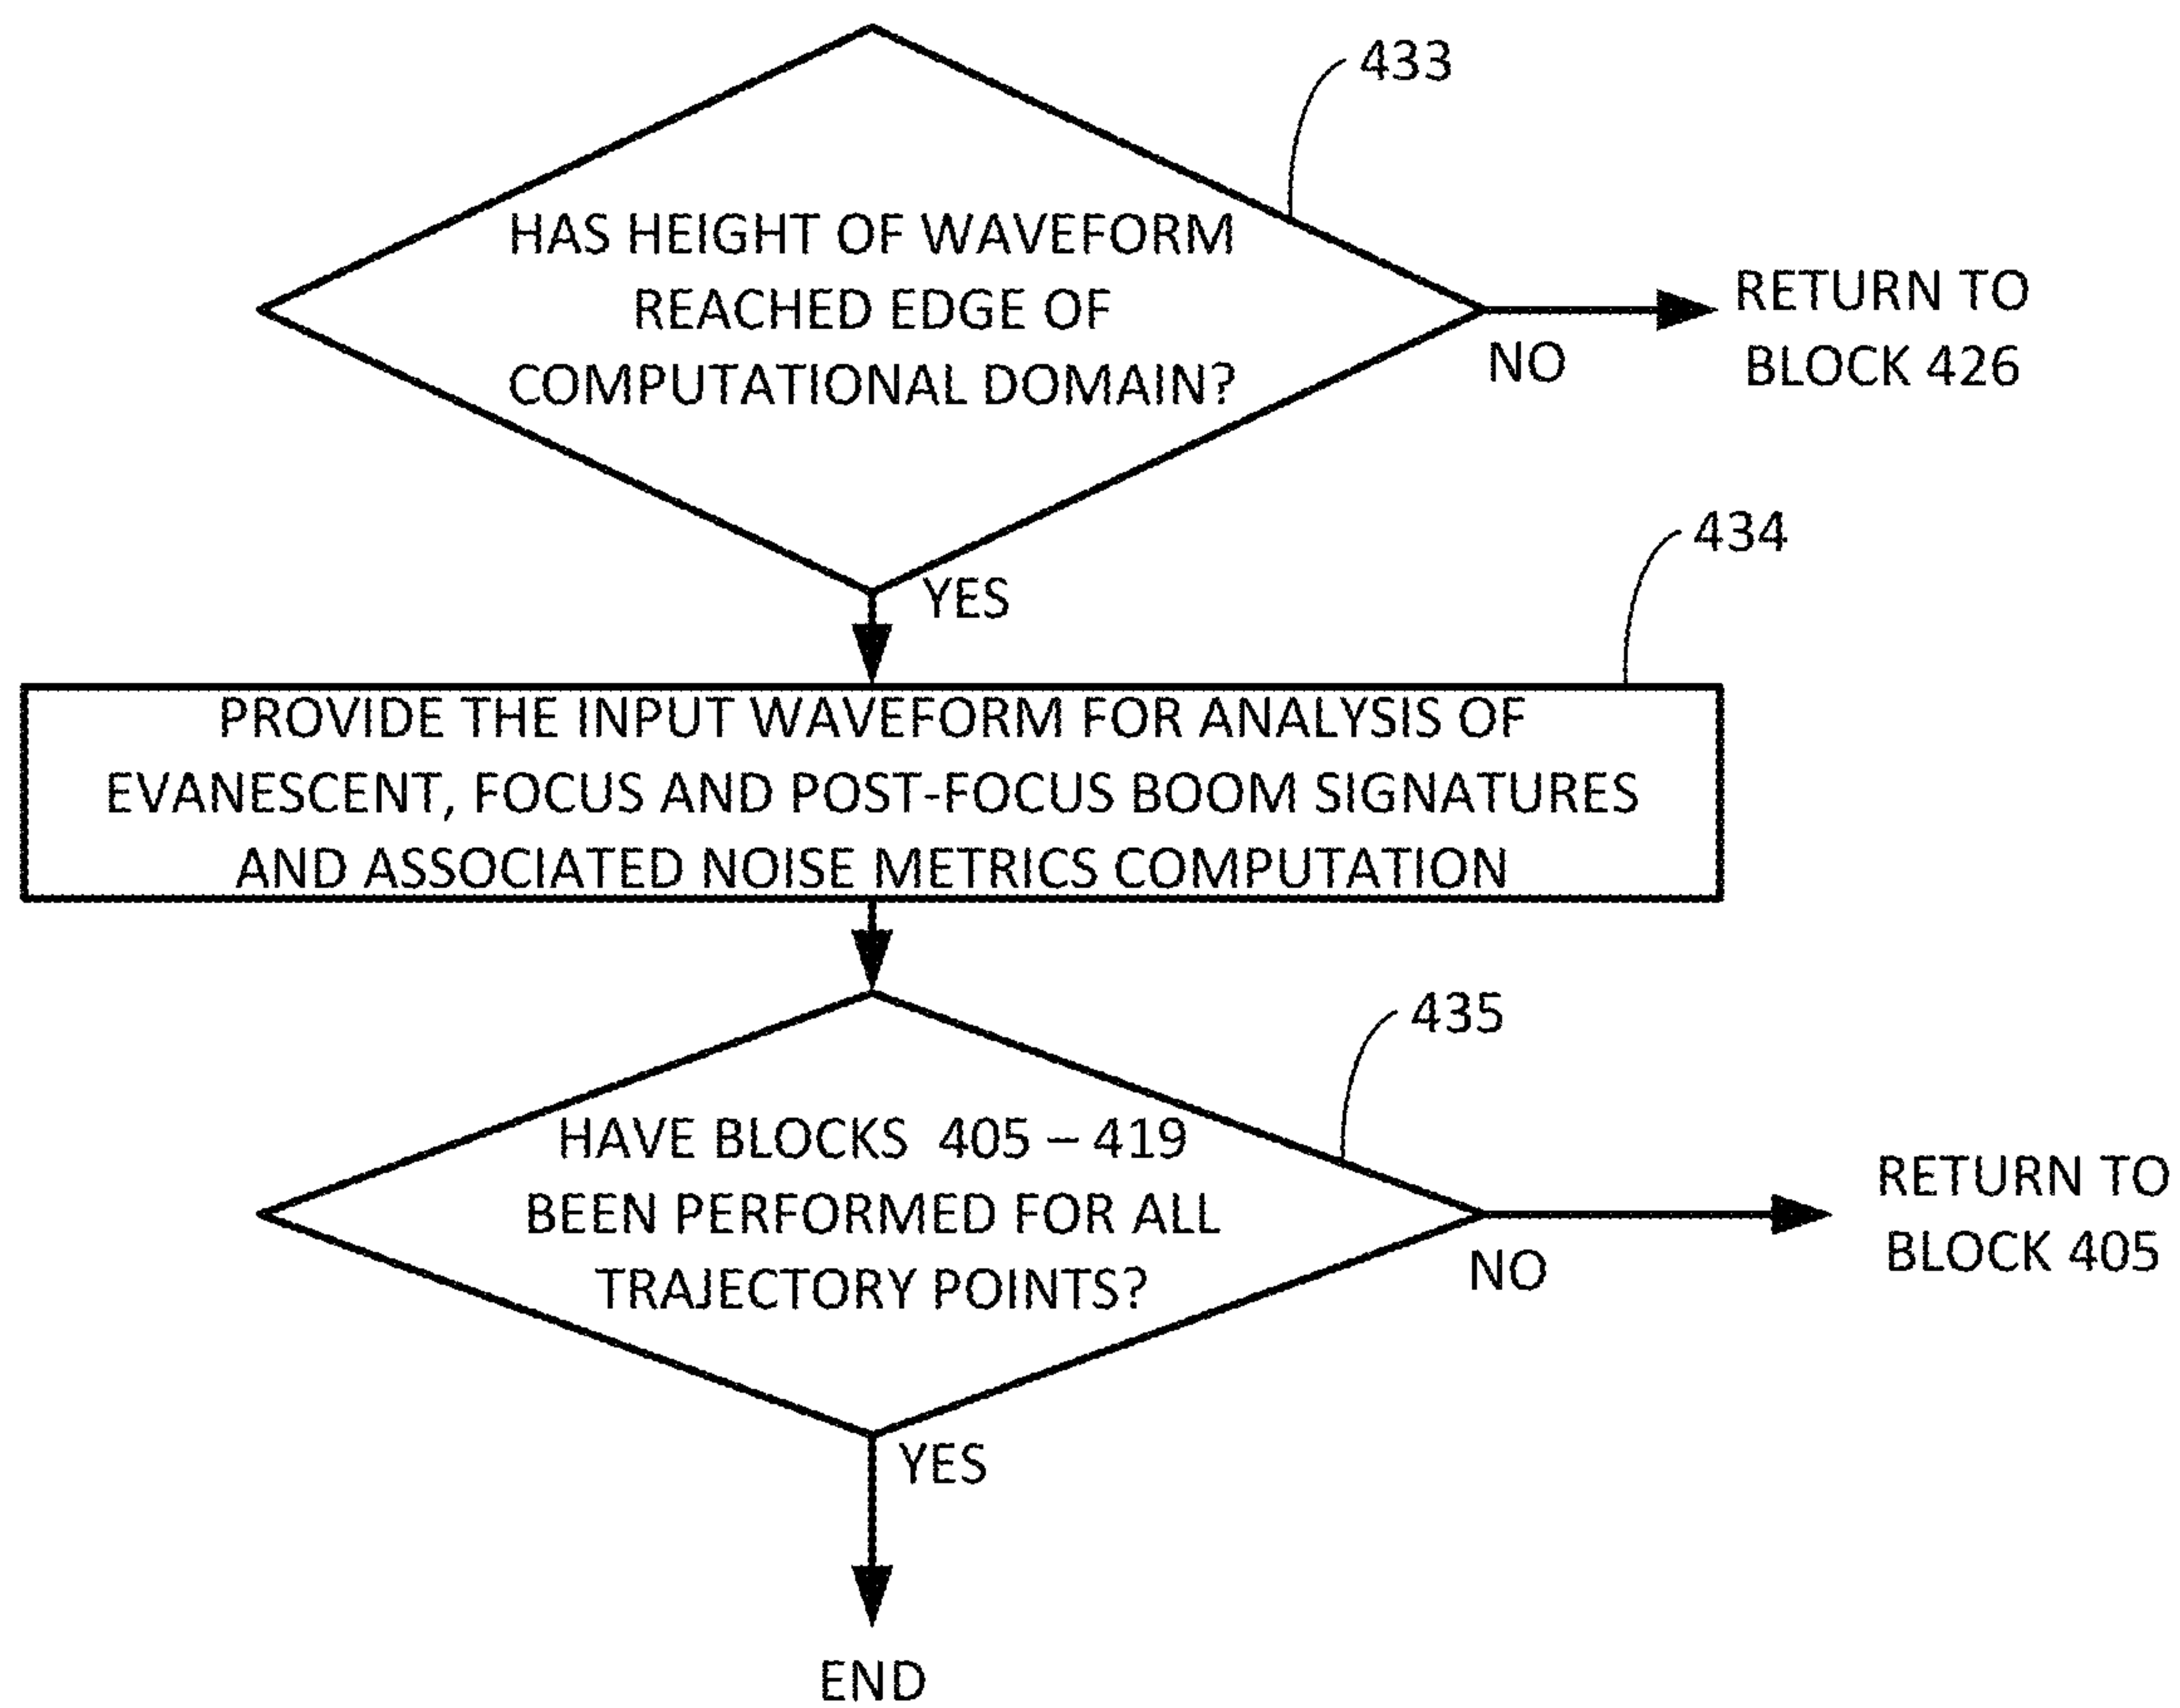 433
HAS HEIGHT OF WAVEFORM
REACHED EDGE OF
COMPUTATIONAL DOMAIN?
RETURN TO
BLOCK 426
NO
YES
434
PROVIDE THE INPUT WAVEFORM FOR ANALYSIS OF
EVANESCENT, FOCUS AND POST-FOCUS BOOM SIGNATURES
AND ASSOCIATED NOISE METRICS COMPUTATION
435
HAVE BLOCKS 405 – 419
BEEN PERFORMED FOR ALL
TRAJECTORY POINTS?
RETURN TO
BLOCK 405
NO
YES
END